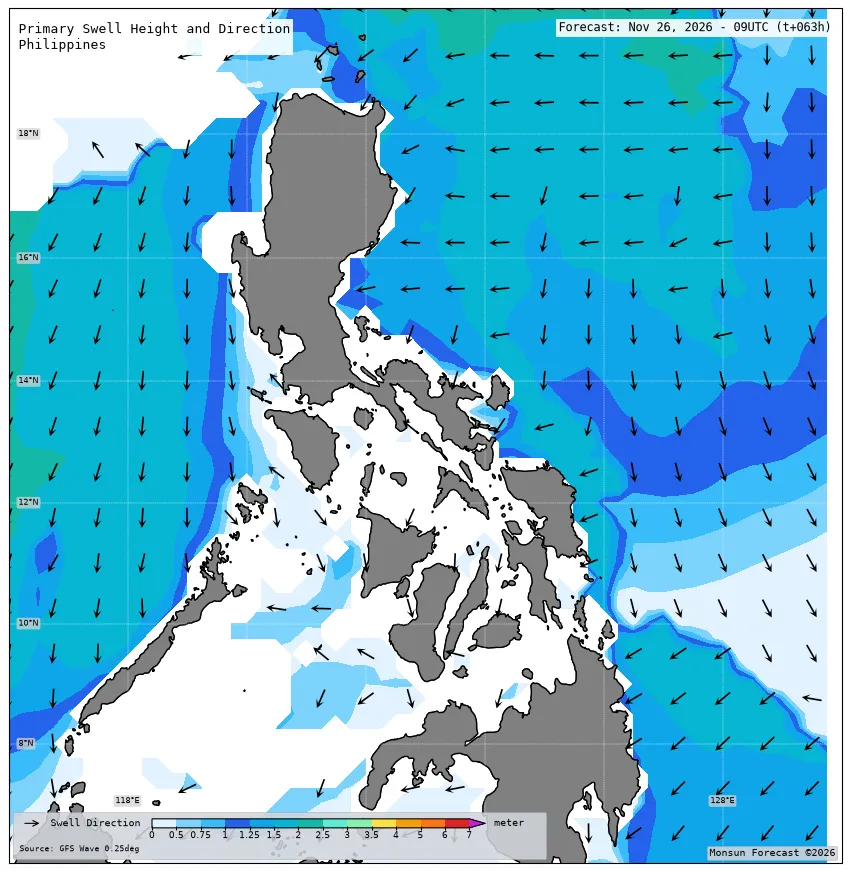 Primary Swell Height and Direction
Philippines
Forecast: Nov 26, 2026 - 09UTC (t+063h)
18°N
16°N
14°N
12°N
10°N
8°N
118°E
128°E
Swell Direction
0 0.5 0.75 1 1.25 1.5 2 2.5 3 3.5 4 5 6 7
meter
Source: GFS Wave 0.25deg
Monsun Forecast ©2026